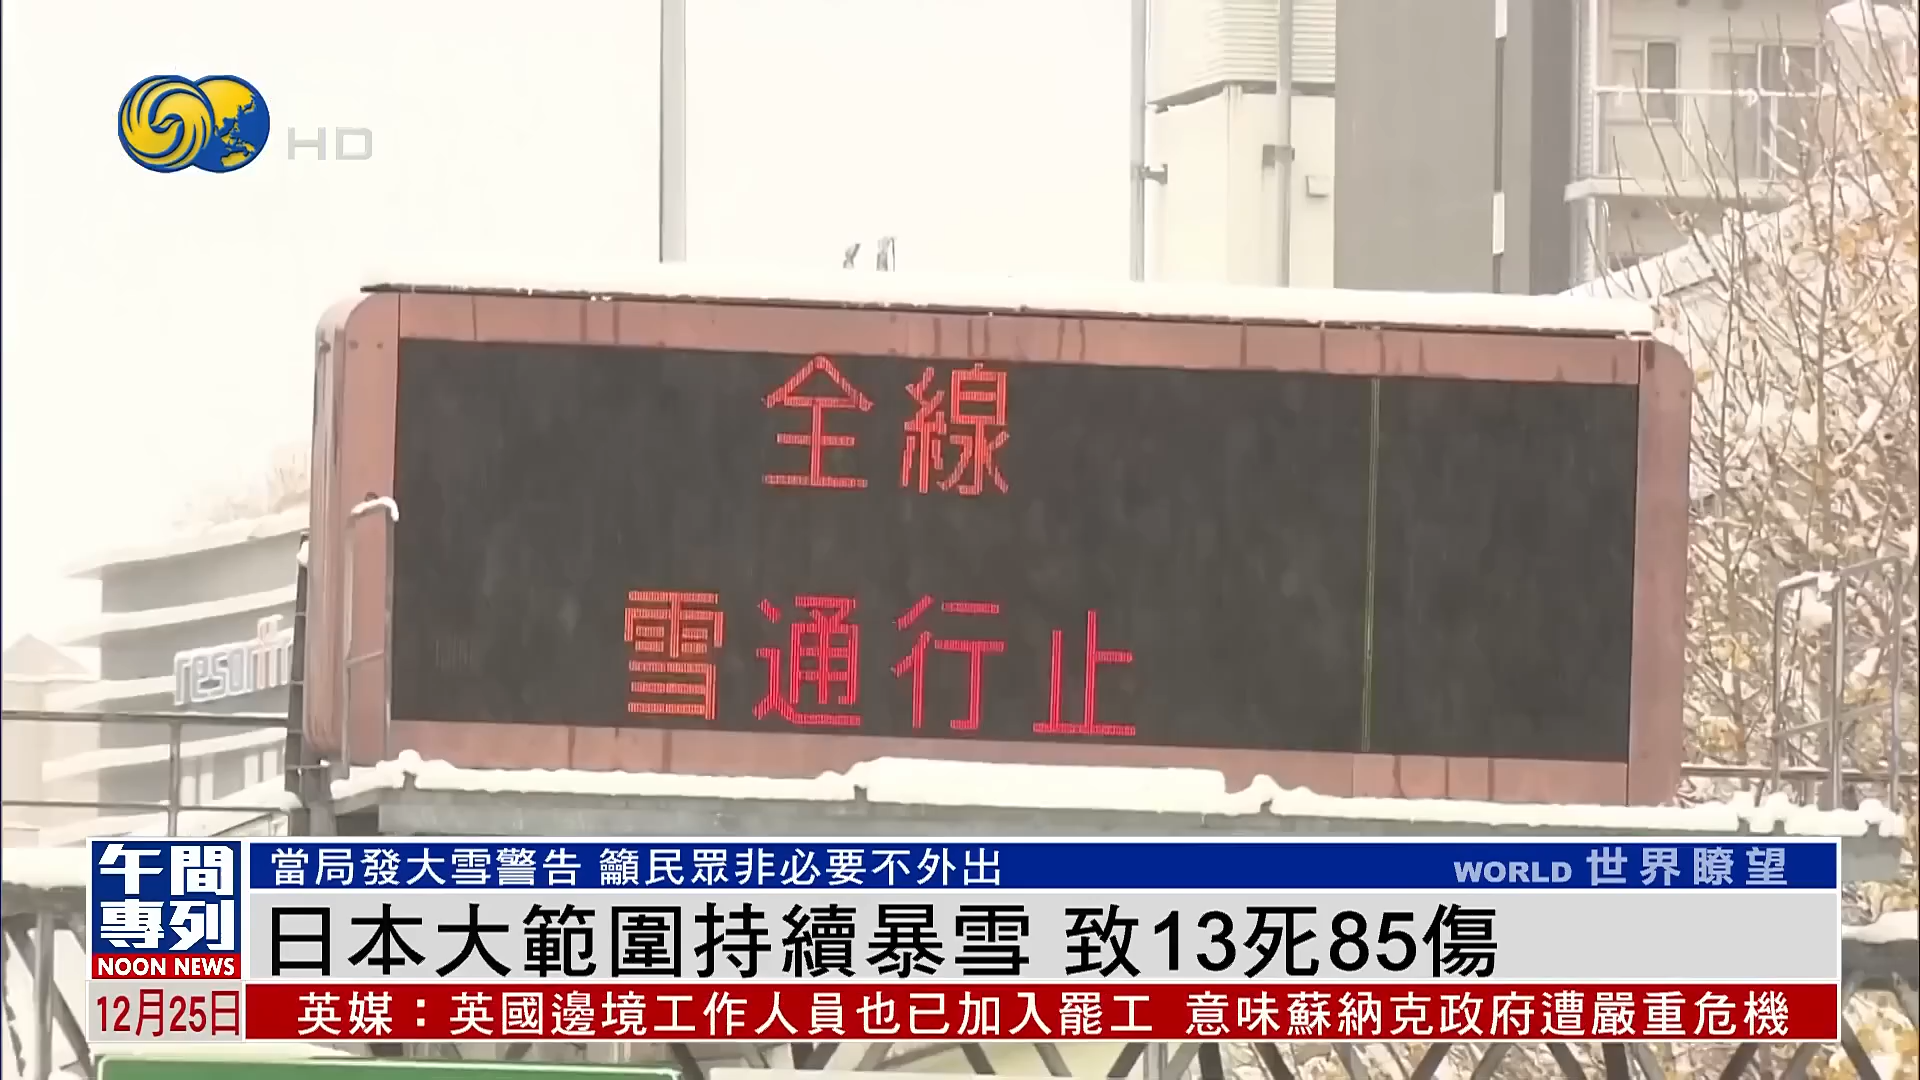 HD
全線
雪通行止
resort
午間專列
NOON NEWS
當局發大雪警告 籲民眾非必要不外出
WORLD 世界瞭望
日本大範圍持續暴雪 致13死85傷
12月25日
英媒：英國邊境工作人員也已加入罷工 意味蘇納克政府遭嚴重危機